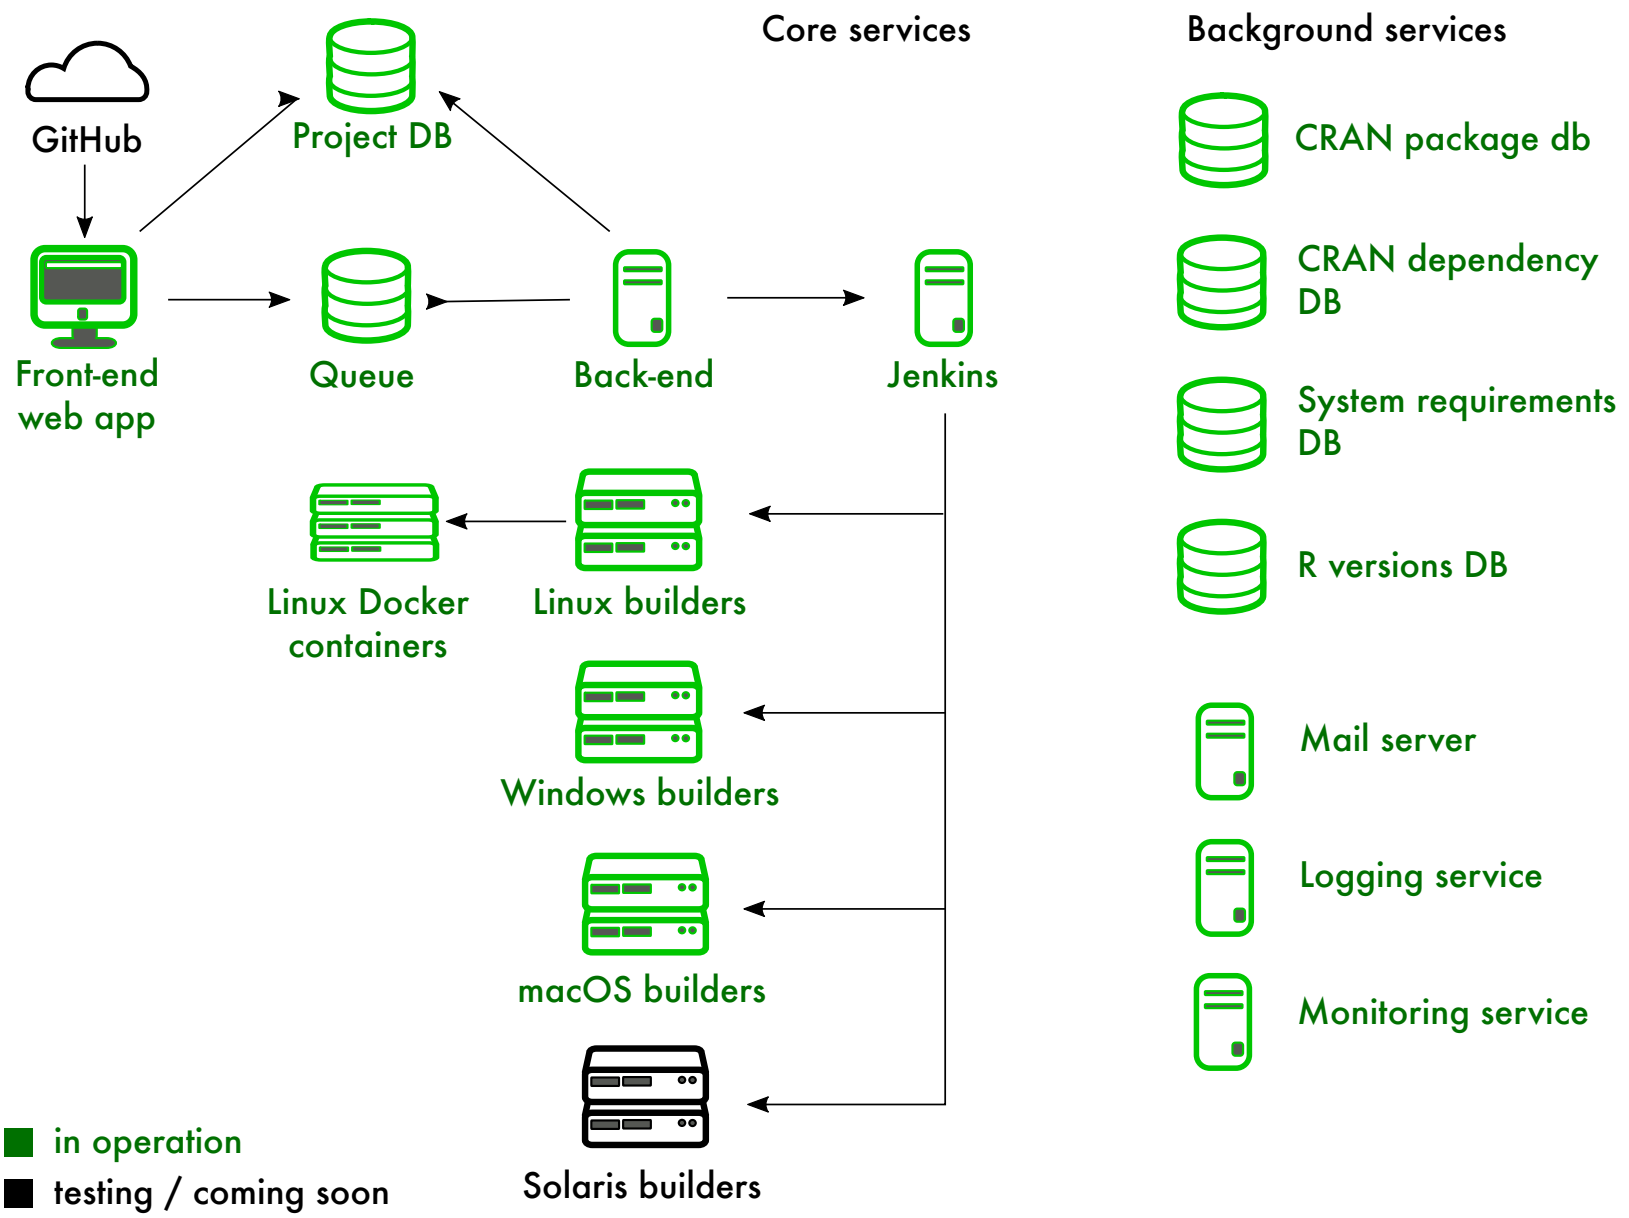 Core services
Background services
GitHub
Project DB
CRAN package db
CRAN dependency
DB
Front-end
web app
Queue
Back-end
Jenkins
System requirements
DB
Linux Docker
containers
Linux builders
R versions DB
Windows builders
Mail server
macOS builders
Logging service
Monitoring service
Solaris builders
in operation
testing / coming soon